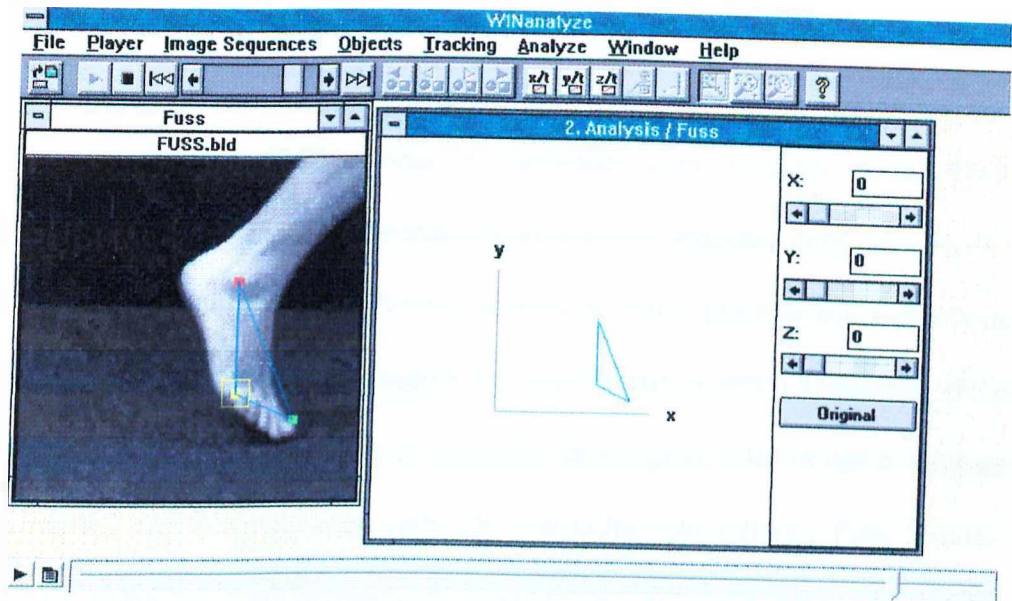 WINanalyze
File Player Image Sequences Objects Tracking Analyze Window Help
x/t y/t z/t ?
Fuss
FUSS.bld
2. Analysis / Fuss
y
x
X: 0
Y: 0
Z: 0
Original